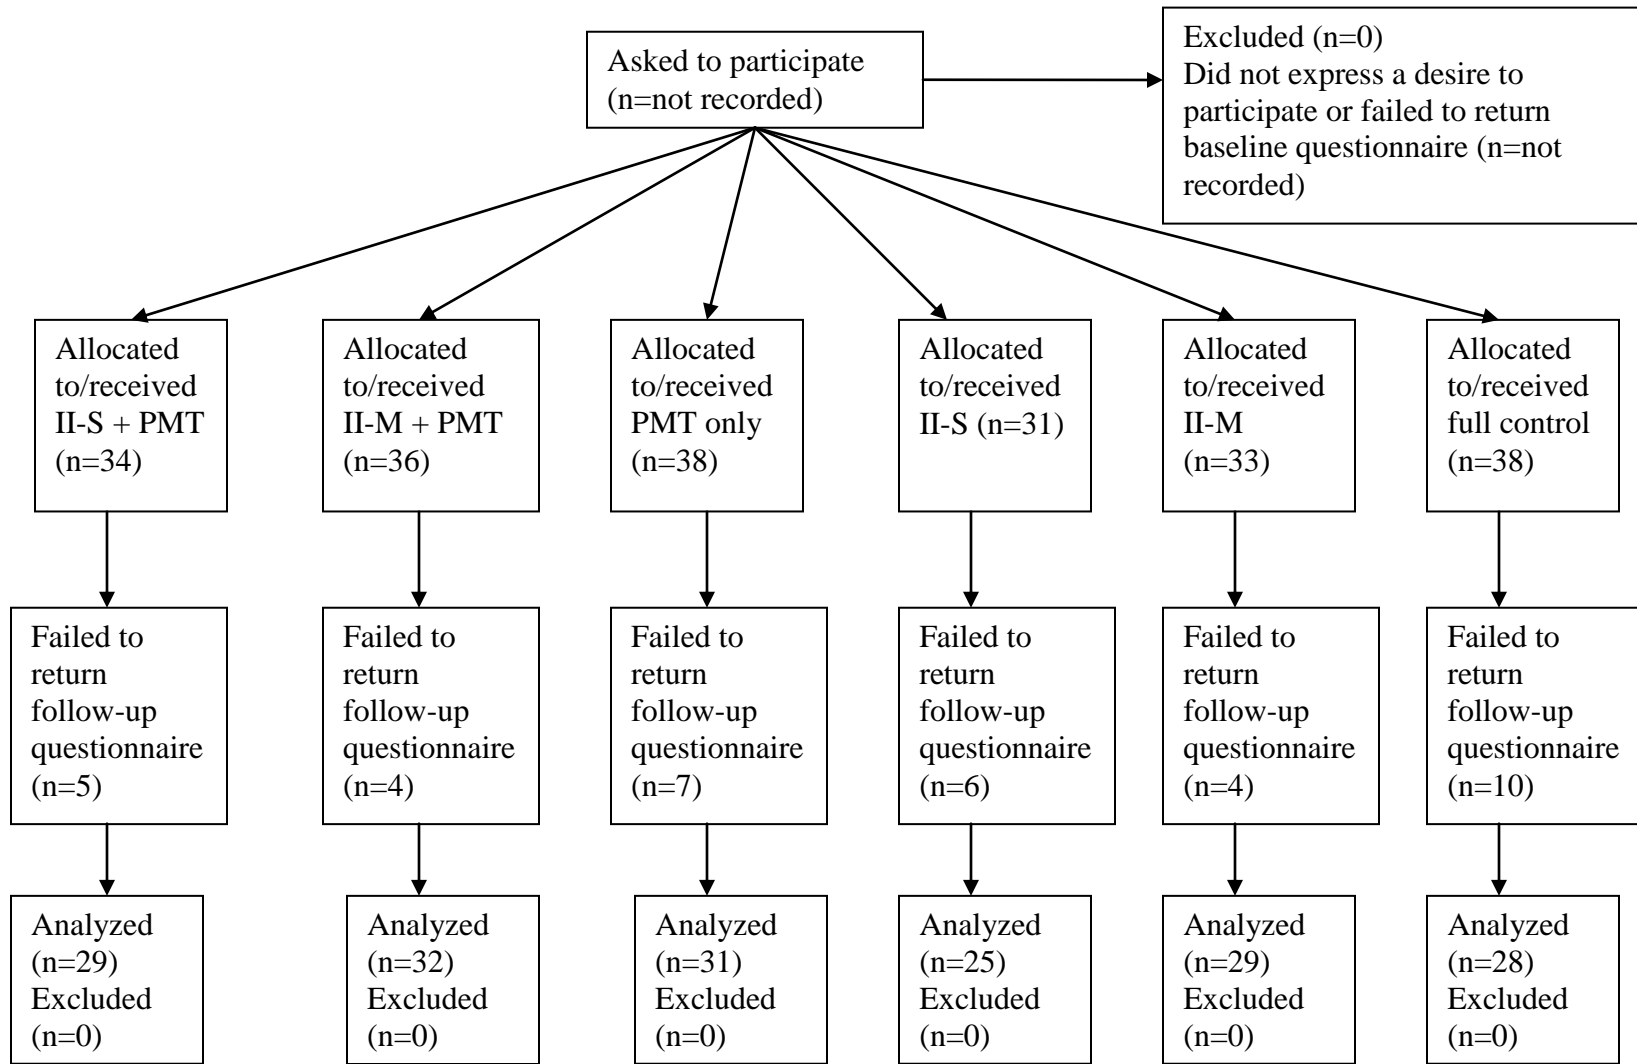 Asked to participate
(n=not recorded)
Excluded (n=0)
Did not express a desire to
participate or failed to return
baseline questionnaire (n=not
recorded)
Allocated
to/received
II-S + PMT
(n=34)
Allocated
to/received
II-M + PMT
(n=36)
Allocated
to/received
PMT only
(n=38)
Allocated
to/received
II-S (n=31)
Allocated
to/received
II-M
(n=33)
Allocated
to/received
full control
(n=38)
Failed to
return
follow-up
questionnaire
(n=5)
Failed to
return
follow-up
questionnaire
(n=4)
Failed to
return
follow-up
questionnaire
(n=7)
Failed to
return
follow-up
questionnaire
(n=6)
Failed to
return
follow-up
questionnaire
(n=4)
Failed to
return
follow-up
questionnaire
(n=10)
Analyzed
(n=29)
Excluded
(n=0)
Analyzed
(n=32)
Excluded
(n=0)
Analyzed
(n=31)
Excluded
(n=0)
Analyzed
(n=25)
Excluded
(n=0)
Analyzed
(n=29)
Excluded
(n=0)
Analyzed
(n=28)
Excluded
(n=0)